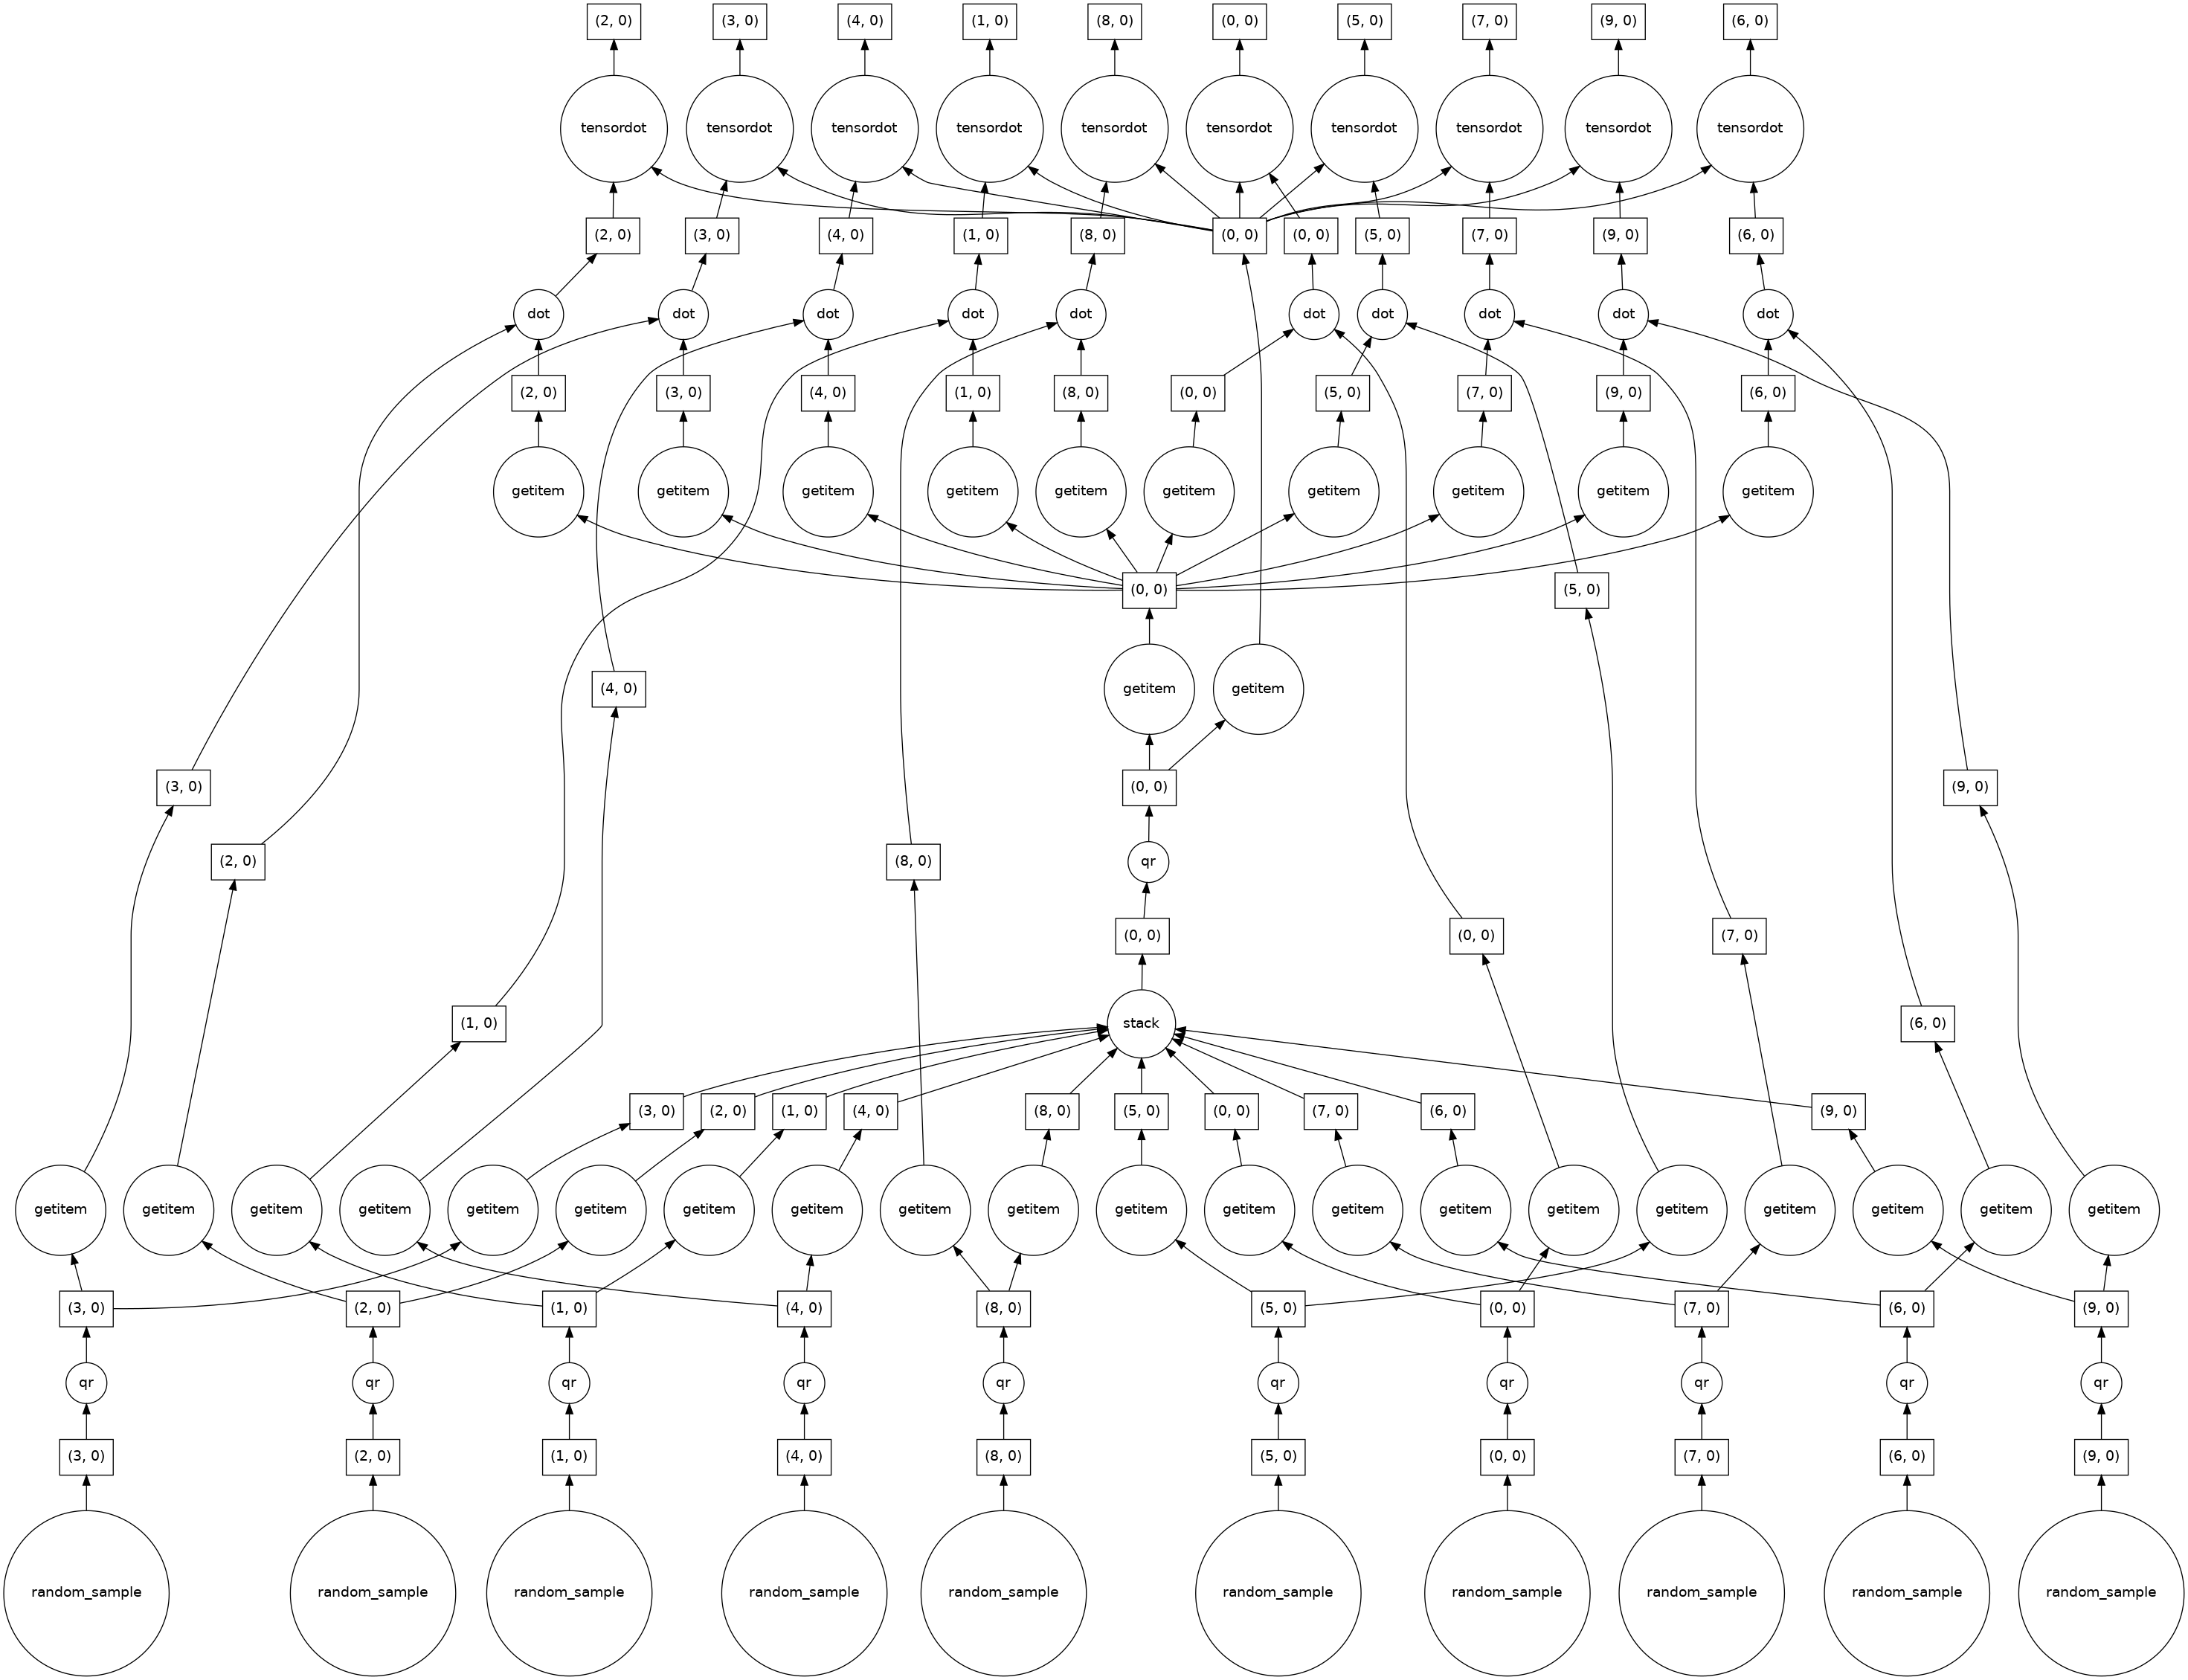 (2, 0) (3, 0) (4, 0) (1, 0) (8, 0) (0, 0) (5, 0) (7, 0) (9, 0) (6, 0)
tensordot tensordot tensordot tensordot tensordot tensordot tensordot tensordot tensordot tensordot
(2, 0) (3, 0) (4, 0) (1, 0) (8, 0) (0, 0) (0, 0) (5, 0) (7, 0) (9, 0) (6, 0)
dot dot dot dot dot dot dot dot dot dot
(2, 0) (3, 0) (4, 0) (1, 0) (8, 0) (0, 0) (5, 0) (7, 0) (9, 0) (6, 0)
getitem getitem getitem getitem getitem getitem getitem getitem getitem getitem
(0, 0) (5, 0)
(4, 0) getitem getitem
(3, 0) (0, 0) (9, 0)
(2, 0) (8, 0) qr
(0, 0) (0, 0) (7, 0)
(1, 0) stack (6, 0)
(3, 0) (2, 0) (1, 0) (4, 0) (8, 0) (5, 0) (0, 0) (7, 0) (6, 0) (9, 0)
getitem getitem getitem getitem getitem getitem getitem getitem getitem getitem getitem getitem getitem getitem getitem getitem getitem getitem getitem getitem
(3, 0) (2, 0) (1, 0) (4, 0) (8, 0) (5, 0) (0, 0) (7, 0) (6, 0) (9, 0)
qr qr qr qr qr qr qr qr qr qr
(3, 0) (2, 0) (1, 0) (4, 0) (8, 0) (5, 0) (0, 0) (7, 0) (6, 0) (9, 0)
random_sample random_sample random_sample random_sample random_sample random_sample random_sample random_sample random_sample random_sample